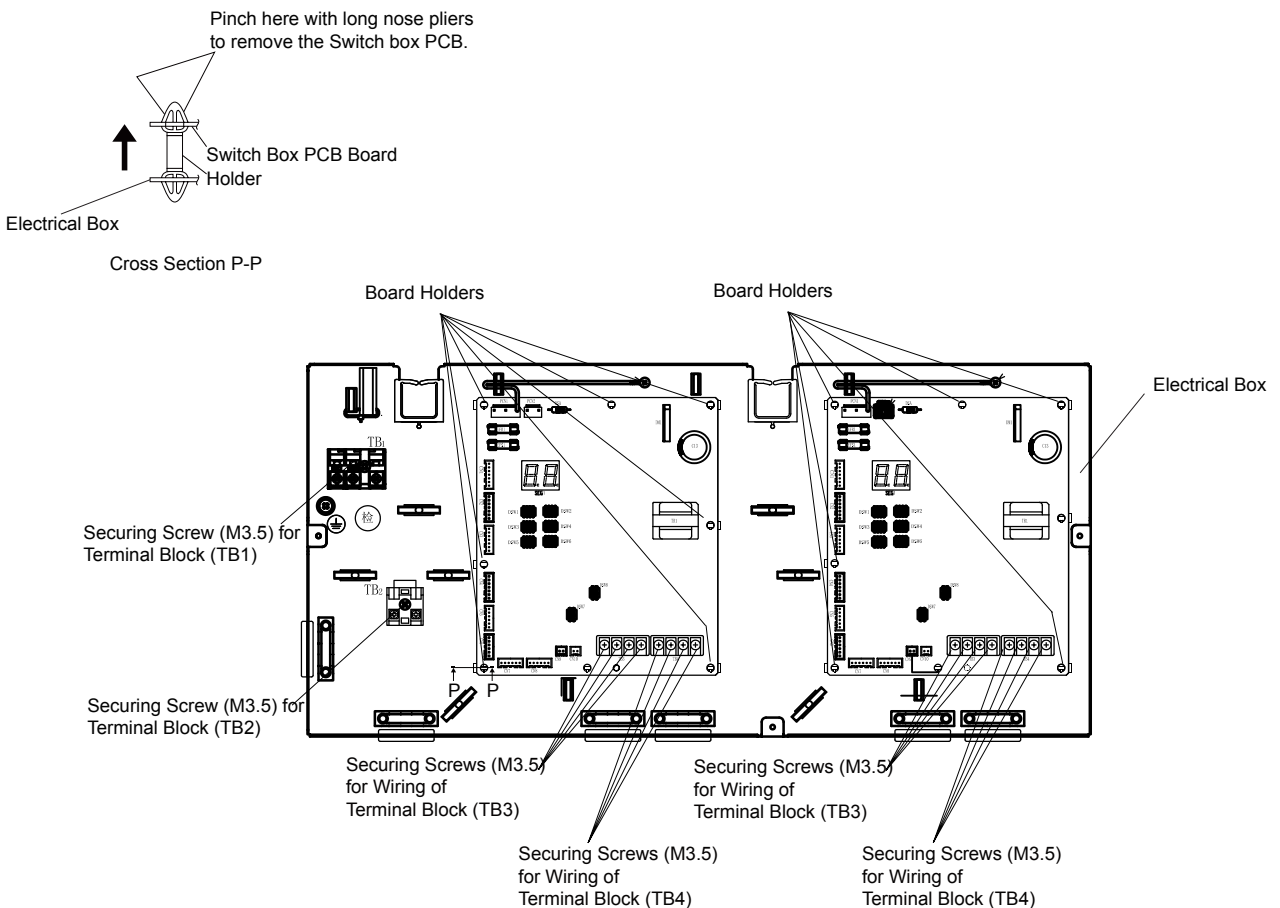 Pinch here with long nose pliers
to remove the Switch box PCB.
Switch Box PCB Board
Holder
Electrical Box
Cross Section P-P
Board Holders
Board Holders
Electrical Box
TB1
Securing Screw (M3.5) for
Terminal Block (TB1)
TB2
Securing Screw (M3.5) for
Terminal Block (TB2)
P P
Securing Screws (M3.5)
for Wiring of
Terminal Block (TB3)
Securing Screws (M3.5)
for Wiring of
Terminal Block (TB4)
Securing Screws (M3.5)
for Wiring of
Terminal Block (TB3)
Securing Screws (M3.5)
for Wiring of
Terminal Block (TB4)